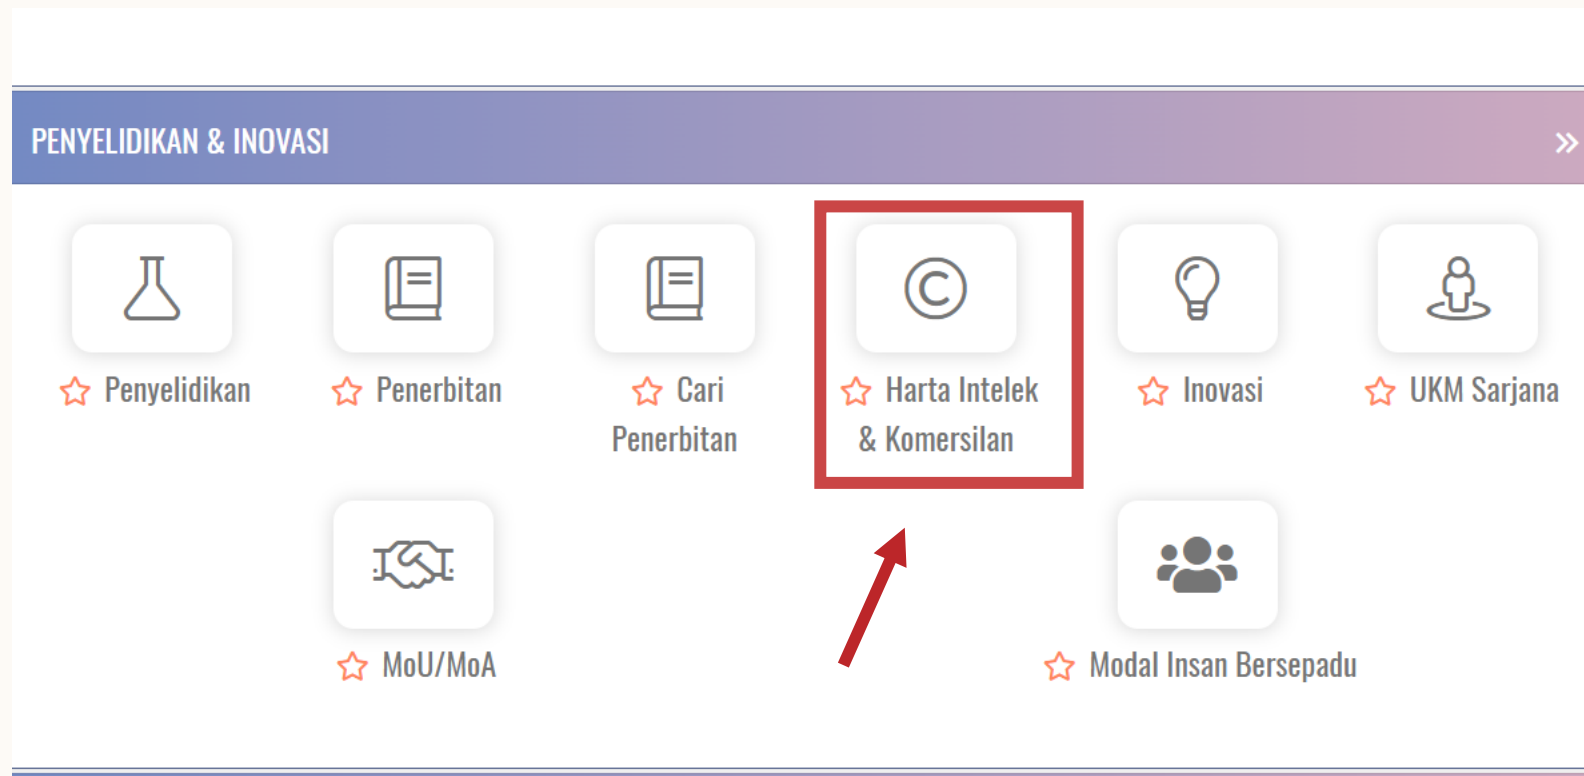 PENYELIDIKAN & INOVASI
Penyelidikan
Penerbitan
Cari
Penerbitan
Harta Intelek
& Komersilan
Inovasi
UKM Sarjana
MoU/MoA
Modal Insan Bersepadu